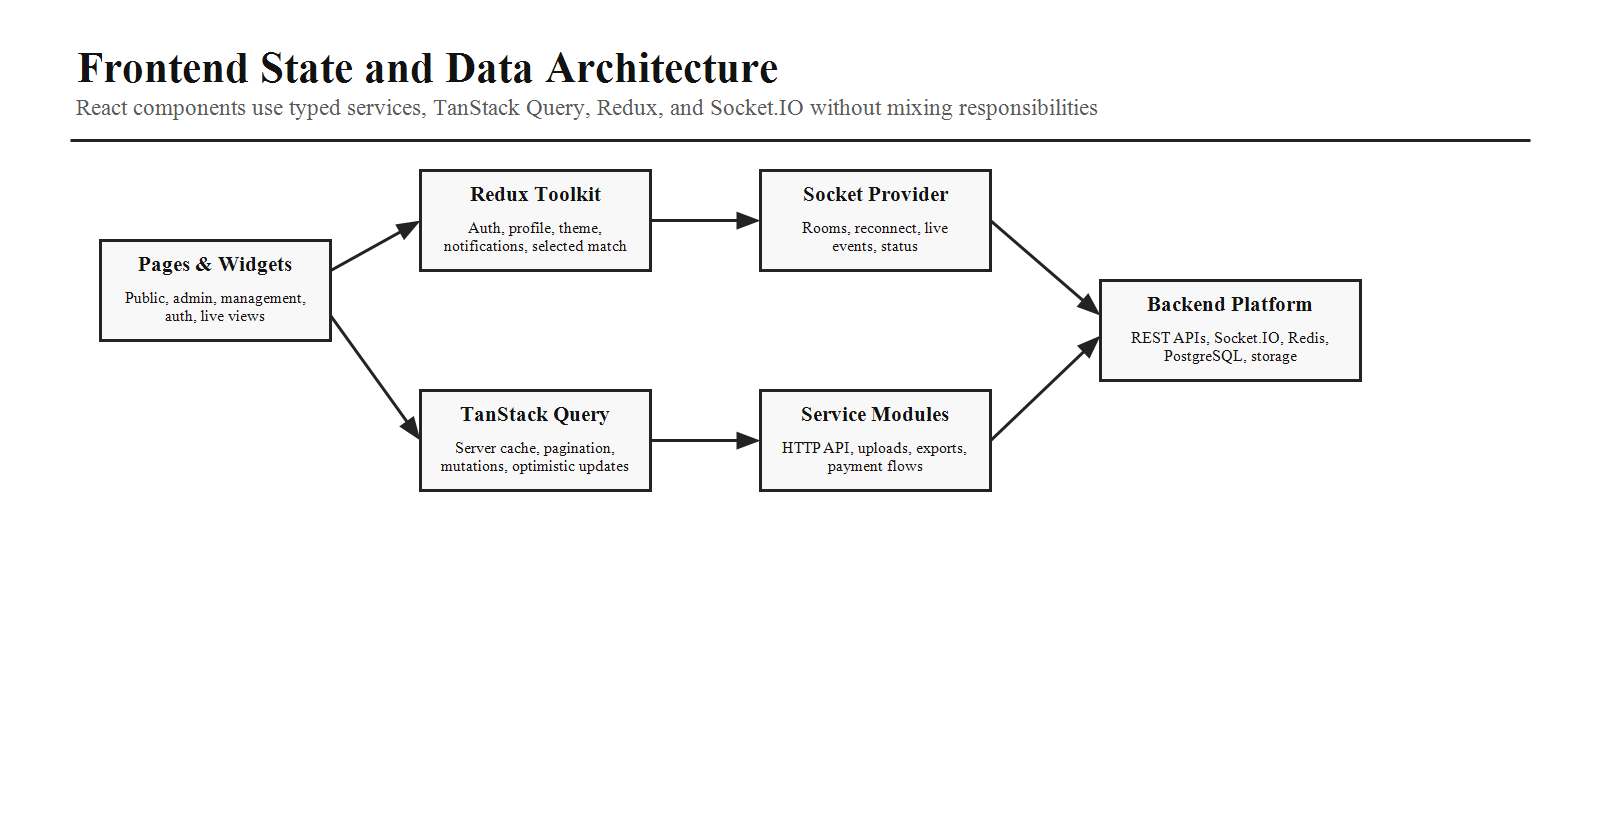 Frontend State and Data Architecture
React components use typed services, TanStack Query, Redux, and Socket.IO without mixing responsibilities
Pages & Widgets
Public, admin, management,
auth, live views
Redux Toolkit
Auth, profile, theme,
notifications, selected match
Socket Provider
Rooms, reconnect, live
events, status
TanStack Query
Server cache, pagination,
mutations, optimistic updates
Service Modules
HTTP API, uploads, exports,
payment flows
Backend Platform
REST APIs, Socket.IO, Redis,
PostgreSQL, storage